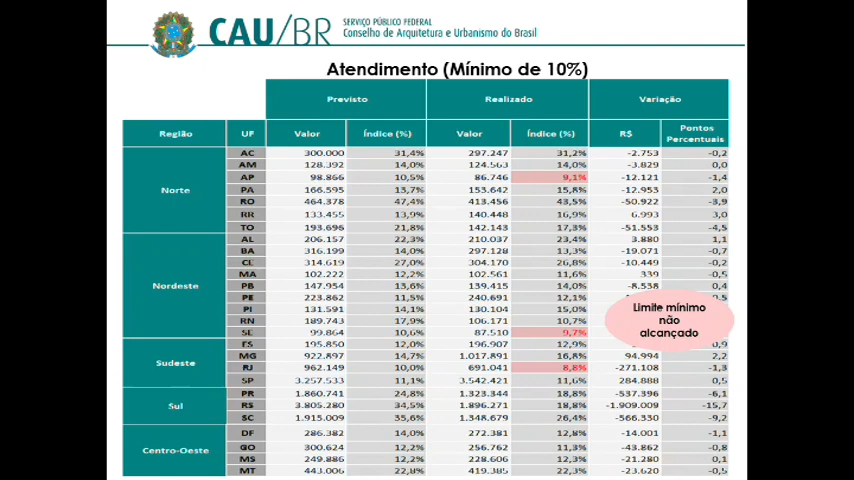 CAU/BR
SERVIÇO PÚBLICO FEDERAL
Conselho de Arquitetura e Urbanismo do Brasil
Atendimento (Mínimo de 10%)
Previsto Realizado Variação
Região UF Valor Índice (%) Valor Índice (%) R$ Pontos Percentuais
Norte
AC 300.000 31,4% 297.247 31,2% -2.753 -0,2
AM 128.392 14,0% 124.563 14,0% -3.829 0,0
AP 98.866 10,5% 86.746 9,1% -12.121 -1,4
PA 166.595 13,7% 153.642 15,8% -12.953 2,0
RO 464.378 47,4% 413.456 43,5% -50.922 -3,9
RR 133.455 13,9% 140.448 16,9% 6.993 3,0
TO 193.696 21,8% 142.143 17,3% -51.553 -4,5
Nordeste
AL 206.157 22,3% 210.037 23,4% 3.880 1,1
BA 316.199 14,0% 297.128 13,3% -19.071 -0,7
314.619 27,0% 304.170 26,8% -10.449 -0,2
MA 102.222 12,2% 102.561 11,6% 339 -0,5
PB 147.954 13,6% 139.415 14,0% -8.538 0,4
PE 223.862 11,5% 240.691 12,1%
PI 131.591 14,1% 130.104 15,0%
RN 189.743 17,9% 106.171 10,7%
SE 99.864 10,6% 87.510 9,7%
Limite mínimo
não
alcançado
Sudeste
ES 195.850 12,0% 196.907 12,9% 0,9
MG 922.897 14,7% 1.017.891 16,8% 94.994 2,2
RJ 962.149 10,0% 691.041 8,8% -271.108 -1,3
SP 3.257.533 11,1% 3.542.421 11,6% 284.888 0,5
Sul
PR 1.860.741 24,8% 1.323.344 18,8% -537.396 -6,1
RS 3.805.280 34,5% 1.896.271 18,8% -1.909.009 -15,7
SC 1.915.009 35,6% 1.348.679 26,4% -566.330 -9,2
Centro-Oeste
DF 286.382 14,0% 272.381 12,8% -14.001 -1,1
GO 300.624 12,2% 256.762 11,3% -43.862 -0,8
MS 249.886 12,2% 228.606 12,3% -21.280 0,1
MT 443.006 22,8% 419.385 22,3% -23.620 -0,5